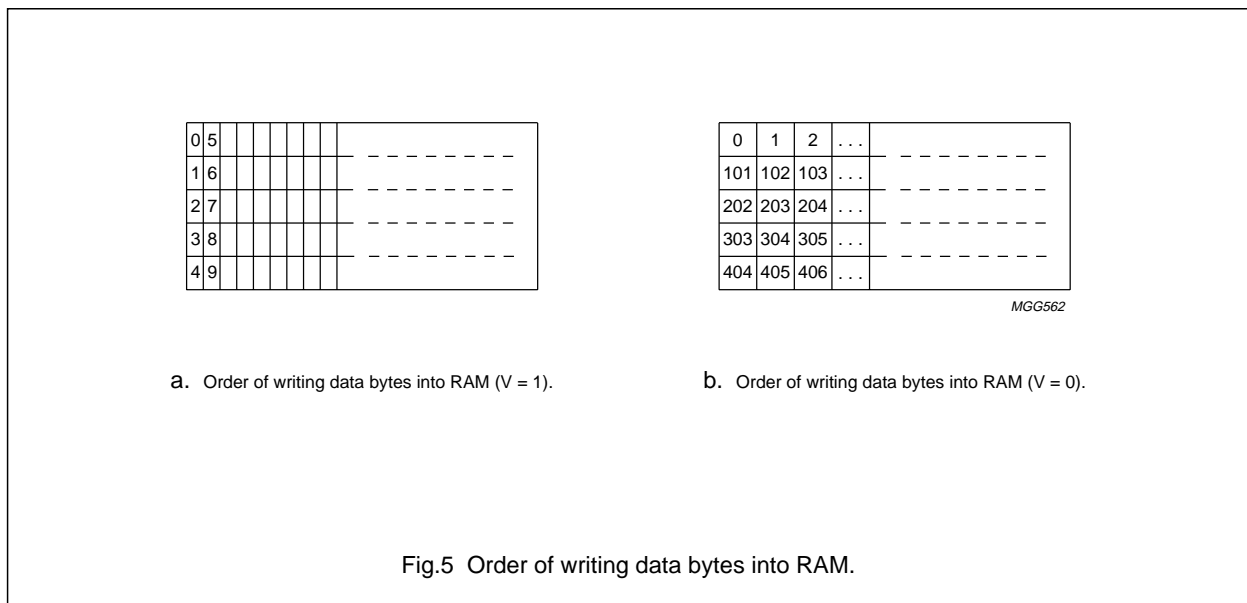 0 5
1 6
2 7
3 8
4 9
0 1 2 ...
101 102 103 ...
202 203 204 ...
303 304 305 ...
404 405 406 ...
MGG562
a. Order of writing data bytes into RAM (V = 1).
b. Order of writing data bytes into RAM (V = 0).
Fig.5 Order of writing data bytes into RAM.